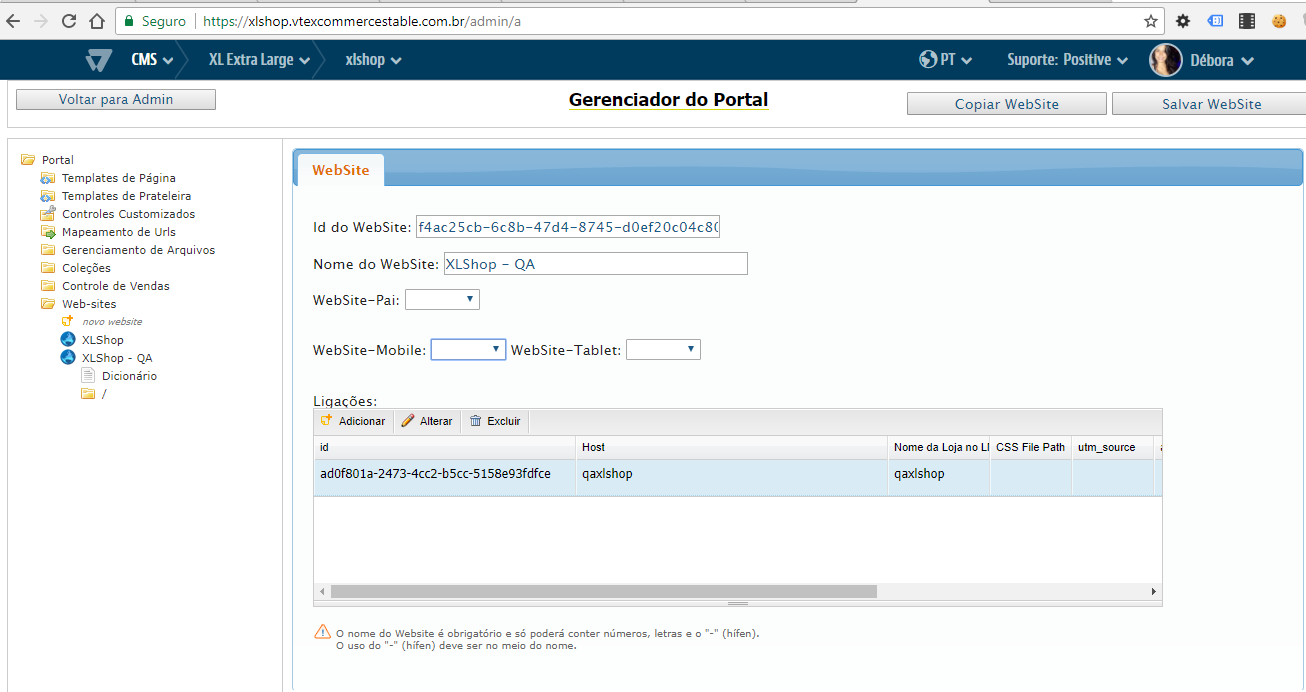 Seguro https://xlshop.vtexcommercestable.com.br/admin/a
CMS XL Extra Large xlshop PT Suporte: Positive Débora
Voltar para Admin Gerenciador do Portal Copiar WebSite Salvar WebSite
Portal
Templates de Página
Templates de Prateleira
Controles Customizados
Mapeamento de Urls
Gerenciamento de Arquivos
Coleções
Controle de Vendas
Web-sites
novo website
XLShop
XLShop - QA
Dicionário
/
WebSite
Id do WebSite: f4ac25cb-6c8b-47d4-8745-d0ef20c04c80
Nome do WebSite: XLShop - QA
WebSite-Pai:
WebSite-Mobile: WebSite-Tablet:
Ligações:
Adicionar Alterar Excluir
id Host Nome da Loja no CSS File Path utm_source
ad0f801a-2473-4cc2-b5cc-5158e93fdfce qaxlshop qaxlshop
O nome do Website é obrigatório e só poderá conter números, letras e o "-" (hífen).
O uso do "-" (hífen) deve ser no meio do nome.